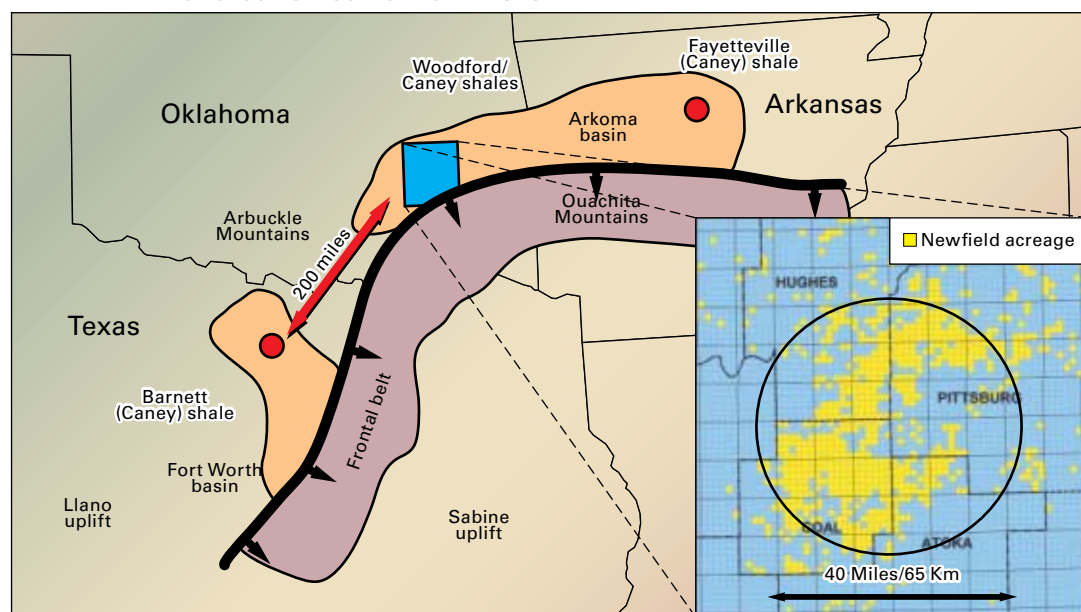 Woodford/
Caney shales
Fayetteville
(Caney) shale
Oklahoma
Arkansas
Arkoma
basin
Ouachita
Mountains
Arbuckle
Mountains
200 miles
Texas
Barnett
(Caney) shale
Frontal belt
Fort Worth
basin
Llano
uplift
Sabine
uplift
Newfield acreage
HUGHES
PITTSBURG
COAL
ATOKA
40 Miles/65 Km